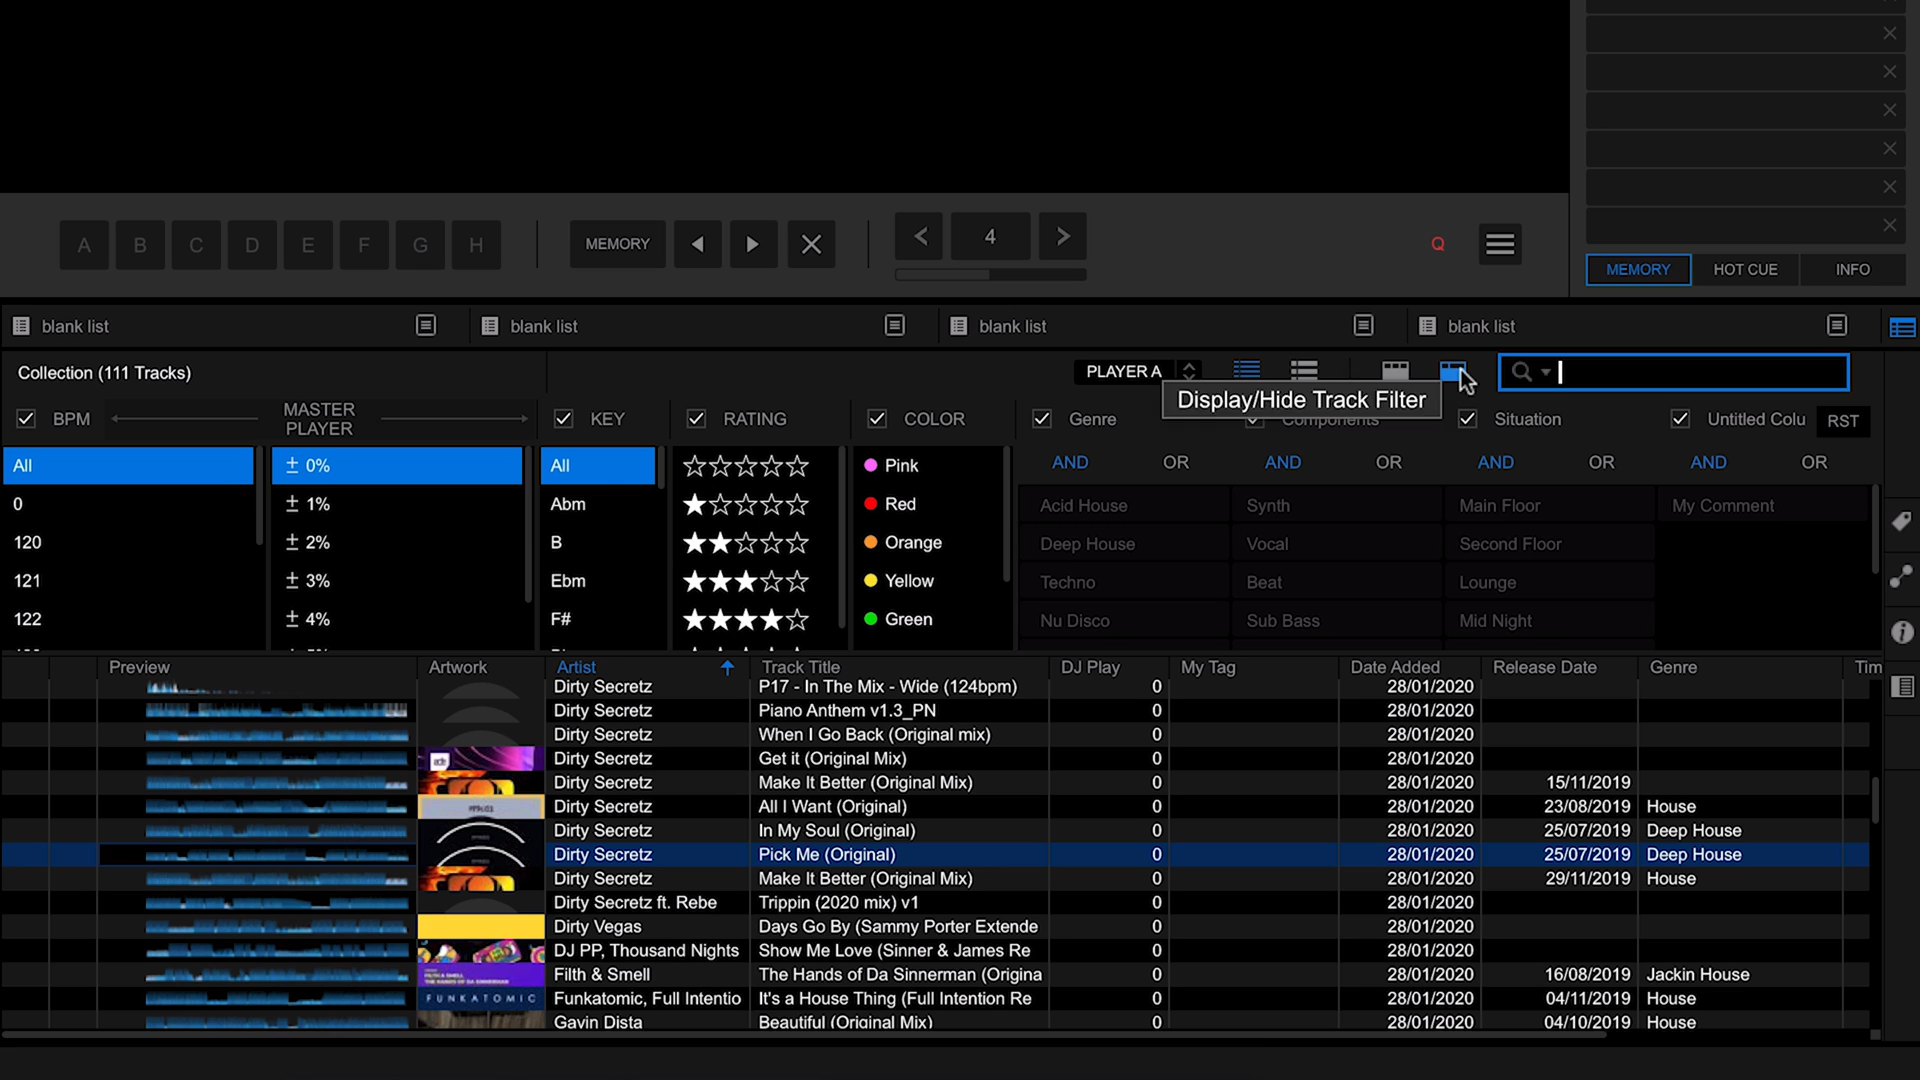 A B C D E F G H MEMORY 4 Q
MEMORY HOT CUE INFO
blank list blank list blank list blank list
Collection (111 Tracks) PLAYER A
Display/Hide Track Filter
BPM MASTER PLAYER KEY RATING COLOR Genre Components Situation Untitled Colu RST
AND OR AND OR AND OR AND OR
All ± 0% All Pink
0 ± 1% Abm Red Acid House Synth Main Floor My Comment
120 ± 2% B Orange Deep House Vocal Second Floor
121 ± 3% Ebm Yellow Techno Beat Lounge
122 ± 4% F# Green Nu Disco Sub Bass Mid Night
Preview Artwork Artist Track Title DJ Play My Tag Date Added Release Date Genre Tim
Dirty Secretz P17 - In The Mix - Wide (124bpm) 0 28/01/2020
Dirty Secretz Piano Anthem v1.3_PN 0 28/01/2020
Dirty Secretz When I Go Back (Original mix) 0 28/01/2020
ade Dirty Secretz Get it (Original Mix) 0 28/01/2020
Dirty Secretz Make It Better (Original Mix) 0 28/01/2020 15/11/2019
Dirty Secretz All I Want (Original) 0 28/01/2020 23/08/2019 House
Dirty Secretz In My Soul (Original) 0 28/01/2020 25/07/2019 Deep House
Dirty Secretz Pick Me (Original) 0 28/01/2020 25/07/2019 Deep House
Dirty Secretz Make It Better (Original Mix) 0 28/01/2020 29/11/2019 House
Dirty Secretz ft. Rebe Trippin (2020 mix) v1 0 28/01/2020
Dirty Vegas Days Go By (Sammy Porter Extende 0 28/01/2020
DJ PP, Thousand Nights Show Me Love (Sinner & James Re 0 28/01/2020
Filth & Smell The Hands of Da Sinnerman (Origina 0 28/01/2020 16/08/2019 Jackin House
FUNKATOMIC Funkatomic, Full Intentio It's a House Thing (Full Intention Re 0 28/01/2020 04/11/2019 House
Gavin Dista Beautiful (Original Mix) 0 28/01/2020 04/10/2019 House